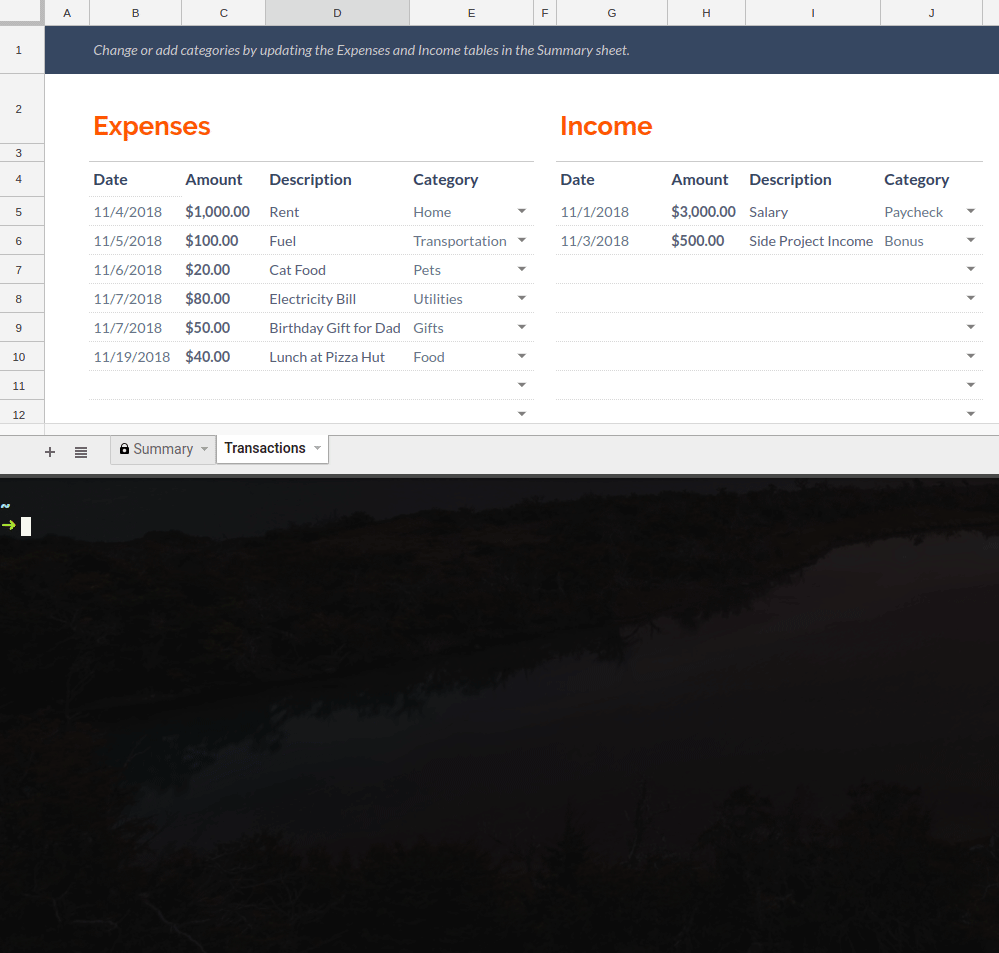 A B C D E F G H I J
1 Change or add categories by updating the Expenses and Income tables in the Summary sheet.
2 Expenses Income
3
4 Date Amount Description Category Date Amount Description Category
5 11/4/2018 $1,000.00 Rent Home 11/1/2018 $3,000.00 Salary Paycheck
6 11/5/2018 $100.00 Fuel Transportation 11/3/2018 $500.00 Side Project Income Bonus
7 11/6/2018 $20.00 Cat Food Pets
8 11/7/2018 $80.00 Electricity Bill Utilities
9 11/7/2018 $50.00 Birthday Gift for Dad Gifts
10 11/19/2018 $40.00 Lunch at Pizza Hut Food
11
12
+ Summary Transactions
~
→